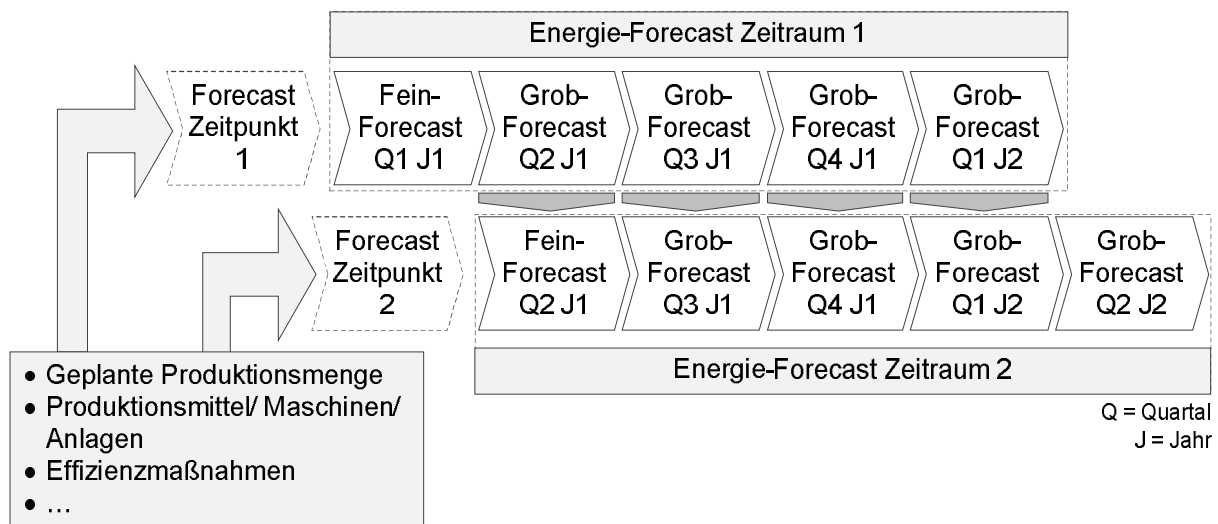 Energie-Forecast Zeitraum 1
Forecast
Zeitpunkt
1
Fein-
Forecast
Q1 J1
Grob-
Forecast
Q2 J1
Grob-
Forecast
Q3 J1
Grob-
Forecast
Q4 J1
Grob-
Forecast
Q1 J2
Forecast
Zeitpunkt
2
Fein-
Forecast
Q2 J1
Grob-
Forecast
Q3 J1
Grob-
Forecast
Q4 J1
Grob-
Forecast
Q1 J2
Grob-
Forecast
Q2 J2
Energie-Forecast Zeitraum 2
• Geplante Produktionsmenge
• Produktionsmittel/ Maschinen/
Anlagen
• Effizienzmaßnahmen
• ...
Q = Quartal
J = Jahr